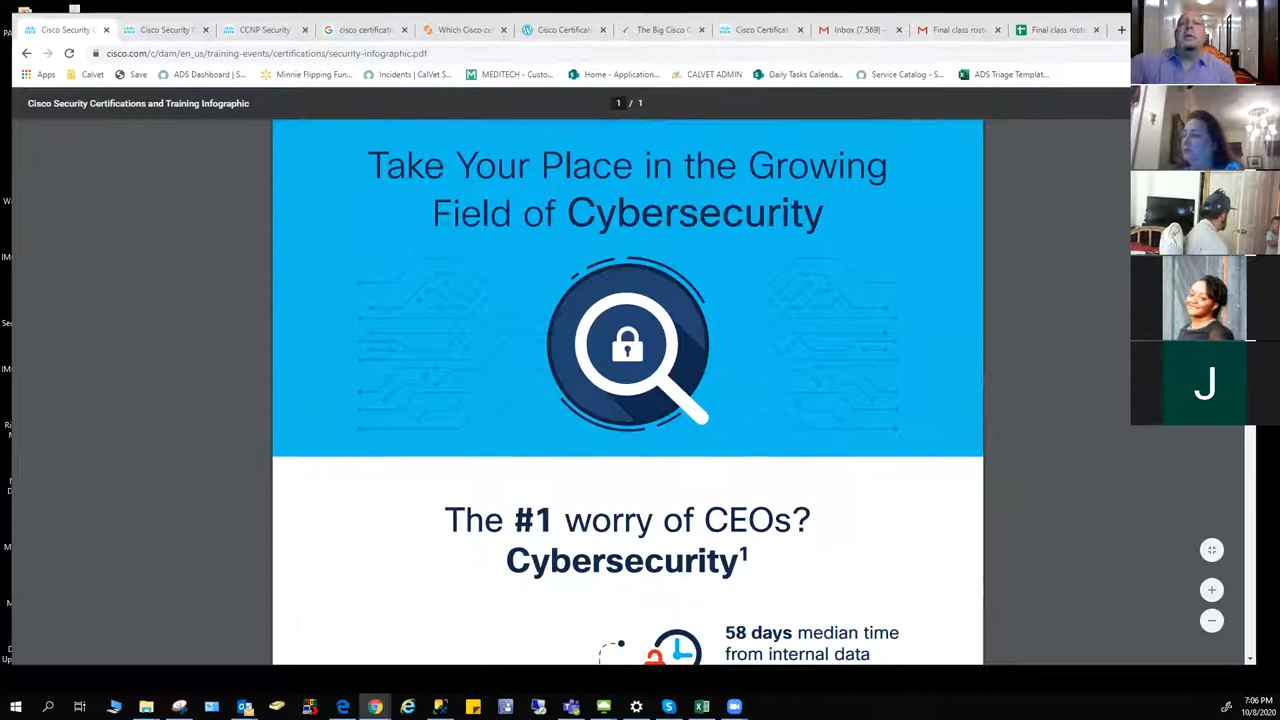 Cisco Security C
Cisco Security C
CCNP Security
cisco certification
Which Cisco ce
Cisco Certificati
The Big Cisco C
Cisco Certificati
Inbox (7,569) -
Final class roste
Final class roste
cisco.com/c/dam/en_us/training-events/certifications/security-infographic.pdf
Apps
Calvet
Save
ADS Dashboard | S...
Minnie Flipping Fun...
Incidents | CalVet S...
MEDITECH - Custo...
Home - Application...
CALVET ADMIN
Daily Tasks Calenda...
Service Catalog - S...
ADS Triage Templat...
Cisco Security Certifications and Training Infographic
1 / 1
Take Your Place in the Growing
Field of Cybersecurity
The #1 worry of CEOs?
Cybersecurity1
58 days median time
from internal data
J
7:06 PM
10/8/2020